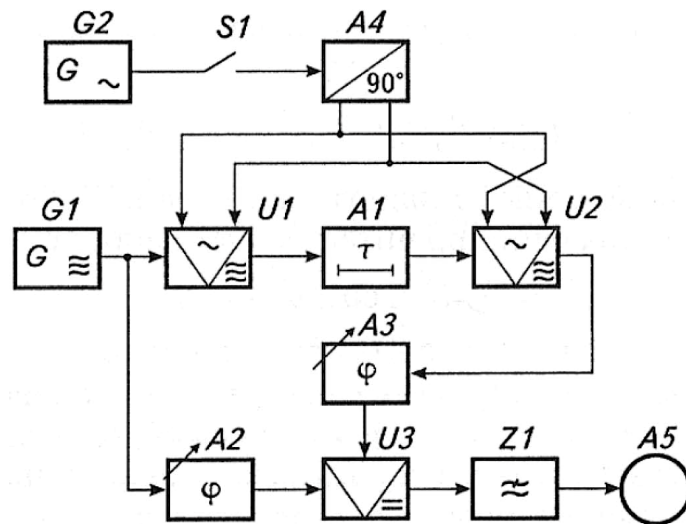 G2 S1 A4
G ~
90°
G1 U1 A1 U2
G ≋ ~ ≋ τ ~ ≋
A3
φ
A2 U3 Z1 A5
φ = ≈